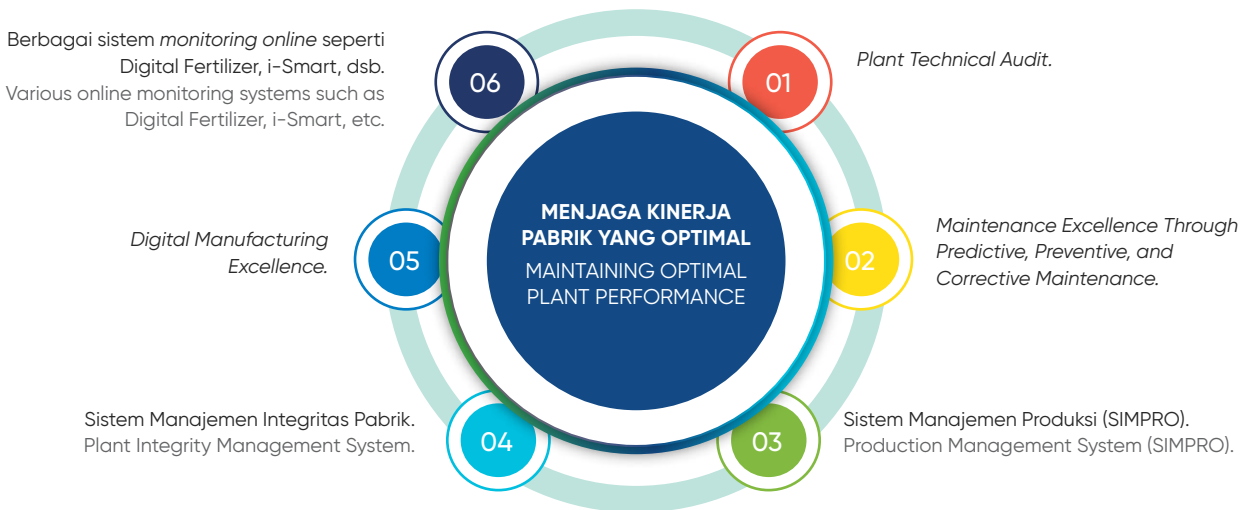 MENJAGA KINERJA
PABRIK YANG OPTIMAL
MAINTAINING OPTIMAL
PLANT PERFORMANCE
01
Plant Technical Audit.
02
Maintenance Excellence Through
Predictive, Preventive, and
Corrective Maintenance.
03
Sistem Manajemen Produksi (SIMPRO).
Production Management System (SIMPRO).
04
Sistem Manajemen Integritas Pabrik.
Plant Integrity Management System.
05
Digital Manufacturing
Excellence.
06
Berbagai sistem monitoring online seperti
Digital Fertilizer, i-Smart, dsb.
Various online monitoring systems such as
Digital Fertilizer, i-Smart, etc.